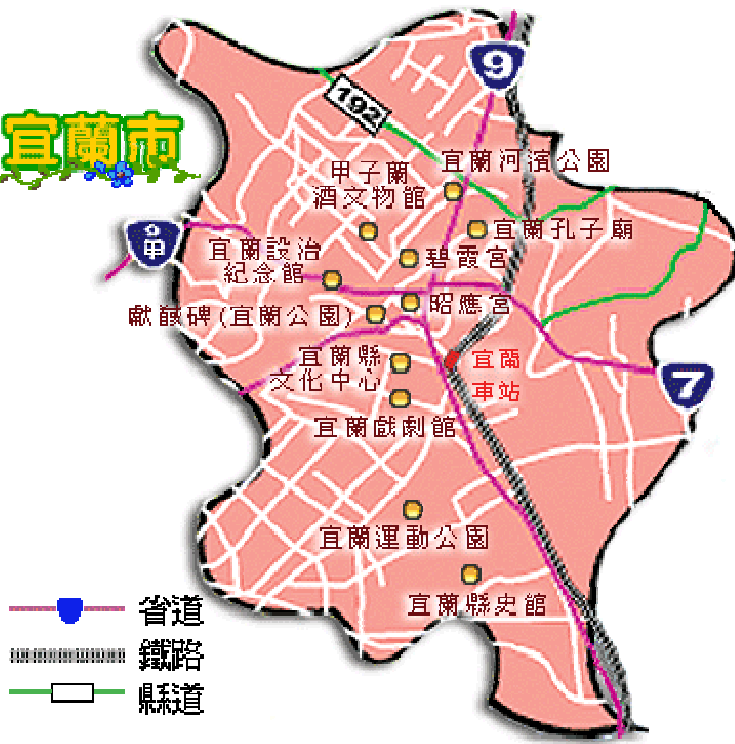 9
192
宜蘭市
宜蘭河濱公園
甲子蘭
酒文物館
宜蘭孔子廟
9
甲
宜蘭設治
紀念館
碧霞宮
昭應宮
獻馘碑(宜蘭公園)
宜蘭縣
文化中心
宜蘭
車站
7
宜蘭戲劇館
宜蘭運動公園
宜蘭縣史館
省道
鐵路
縣道